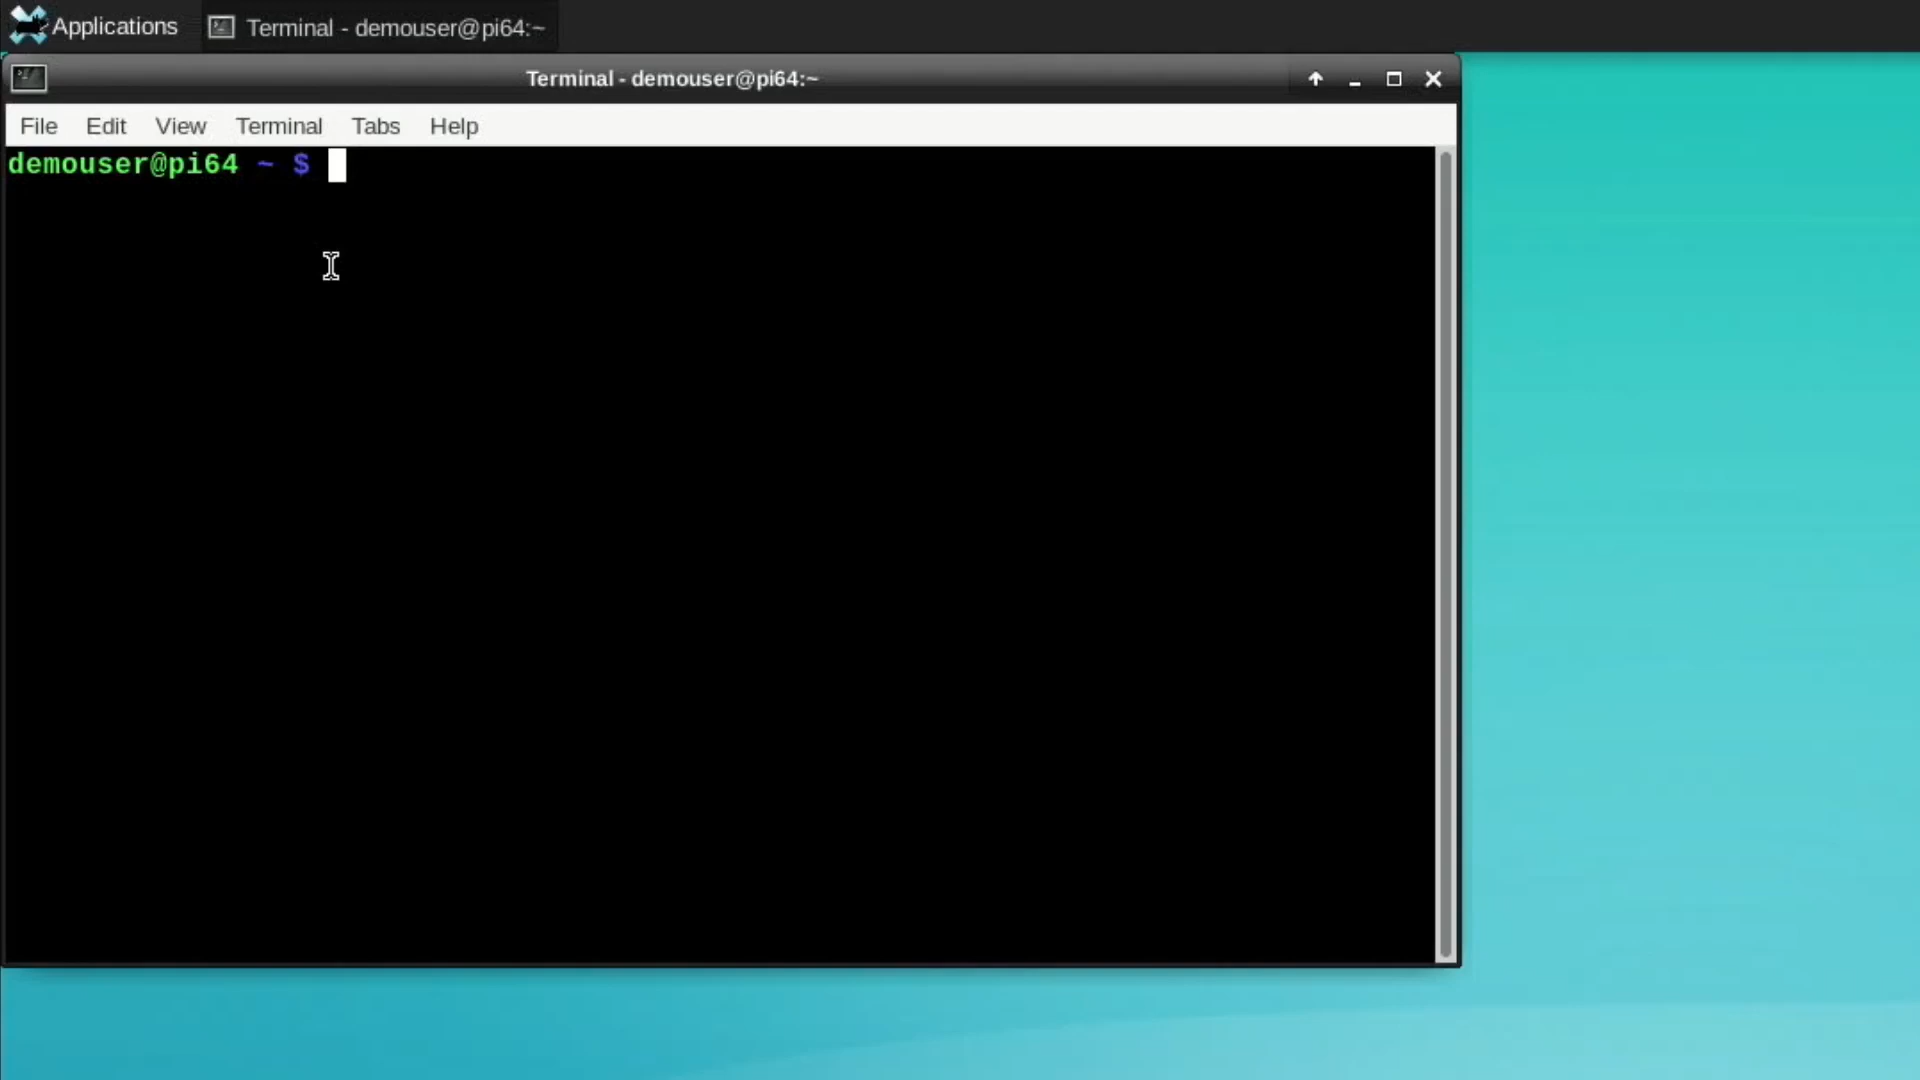 Applications
Terminal - demouser@pi64:~
Terminal - demouser@pi64:~
File Edit View Terminal Tabs Help
demouser@pi64 ~ $